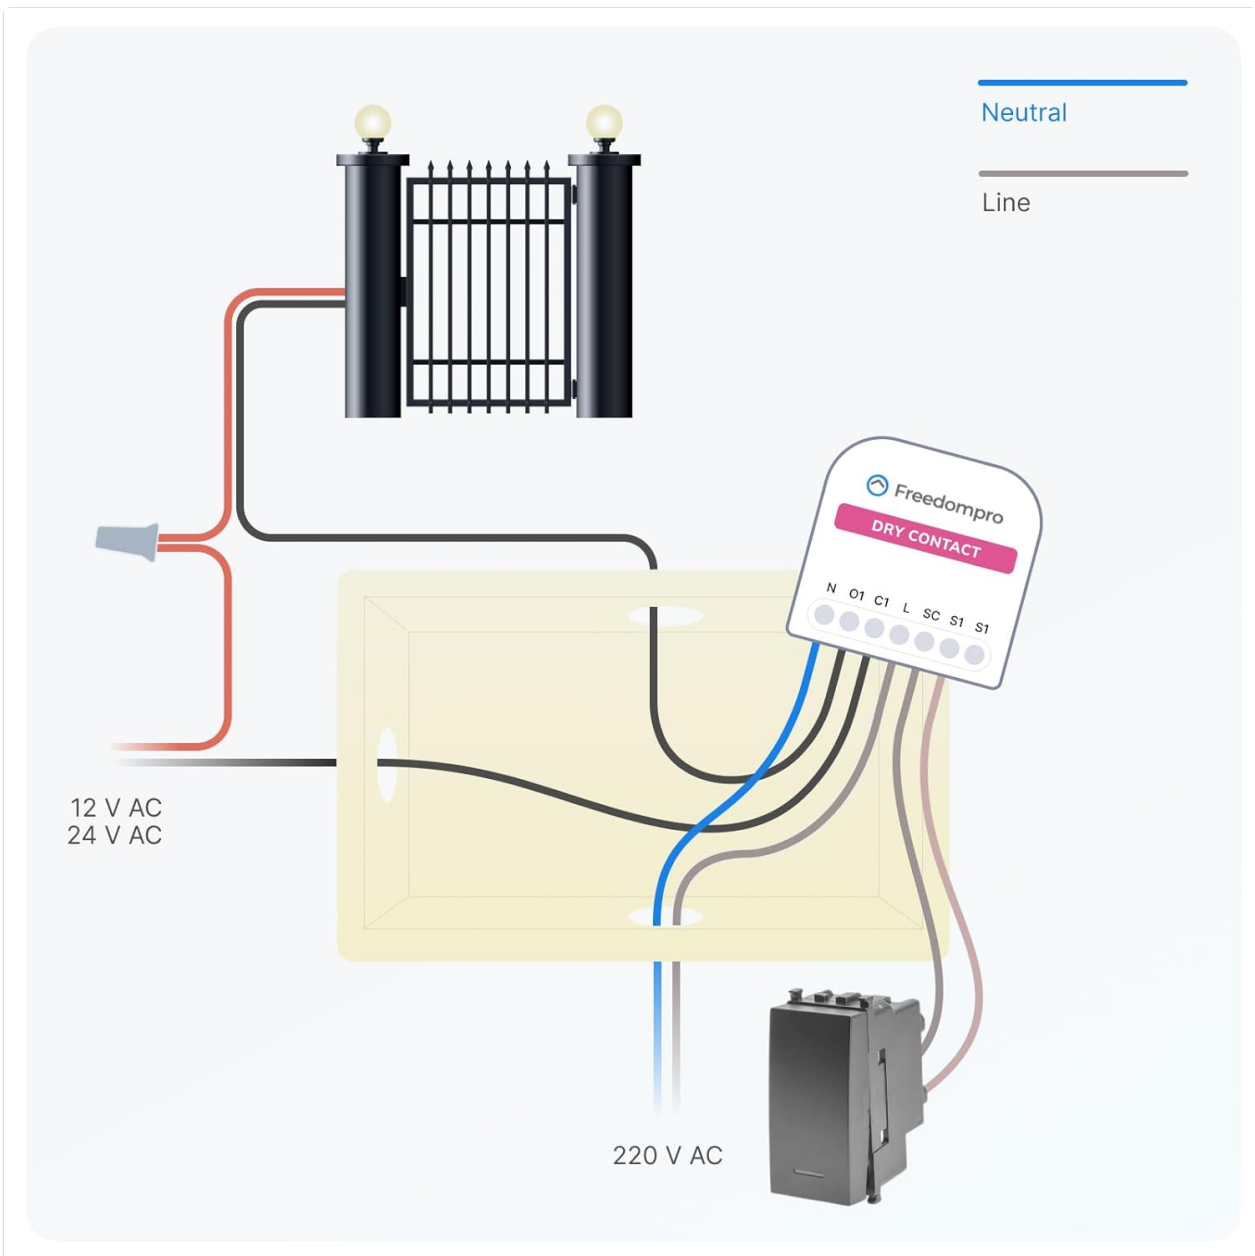 Neutral
Line
Freedompro
DRY CONTACT
N O1 C1 L SC S1 S1
12 V AC
24 V AC
220 V AC